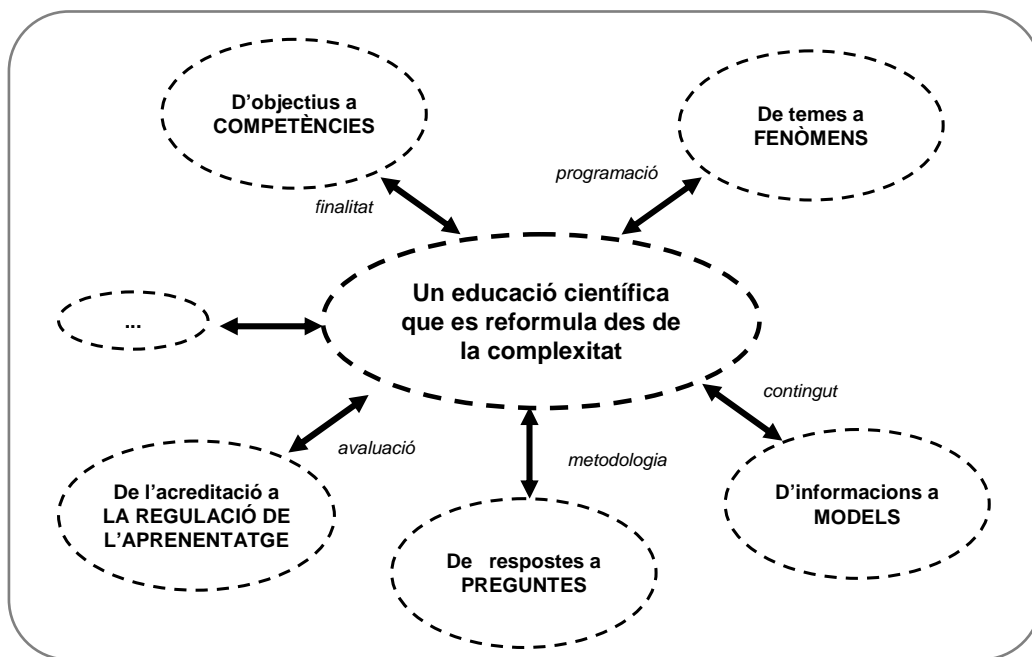 D'objectius a
COMPETÈNCIES
De temes a
FENÒMENS
programació
finalitat
Un educació científica
que es reformula des de
la complexitat
...
contingut
avaluació
metodologia
De l'acreditació a
LA REGULACIÓ DE
L'APRENENTATGE
D'informacions a
MODELS
De respostes a
PREGUNTES